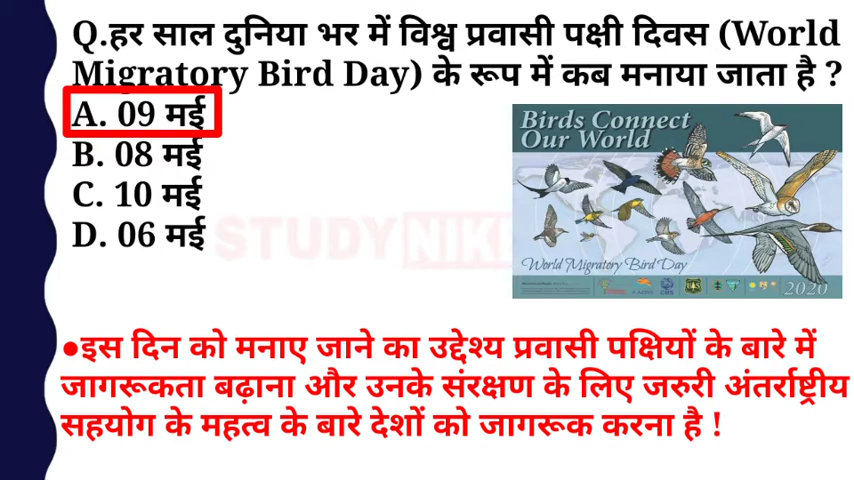 Q.हर साल दुनिया भर में विश्व प्रवासी पक्षी दिवस (World
Migratory Bird Day) के रूप में कब मनाया जाता है ?
A. 09 मई
B. 08 मई
C. 10 मई
D. 06 मई
Birds Connect
Our World
World Migratory Bird Day
2020
●इस दिन को मनाए जाने का उद्देश्य प्रवासी पक्षियों के बारे में
जागरूकता बढ़ाना और उनके संरक्षण के लिए जरुरी अंतर्राष्ट्रीय
सहयोग के महत्व के बारे देशों को जागरूक करना है !